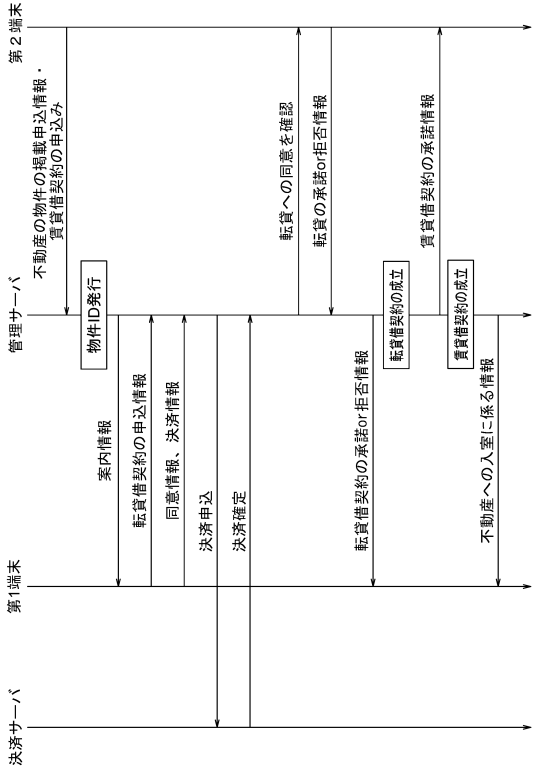 決済サーバ
第1端末
管理サーバ
第2端末
不動産の物件の掲載申込情報・
賃貸借契約の申込み
物件ID発行
案内情報
転貸借契約の申込情報
同意情報、決済情報
決済申込
決済確定
転貸への同意を確認
転貸の承諾or拒否情報
転貸借契約の承諾or拒否情報
転貸借契約の成立
賃貸借契約の承諾情報
賃貸借契約の成立
不動産への入室に係る情報